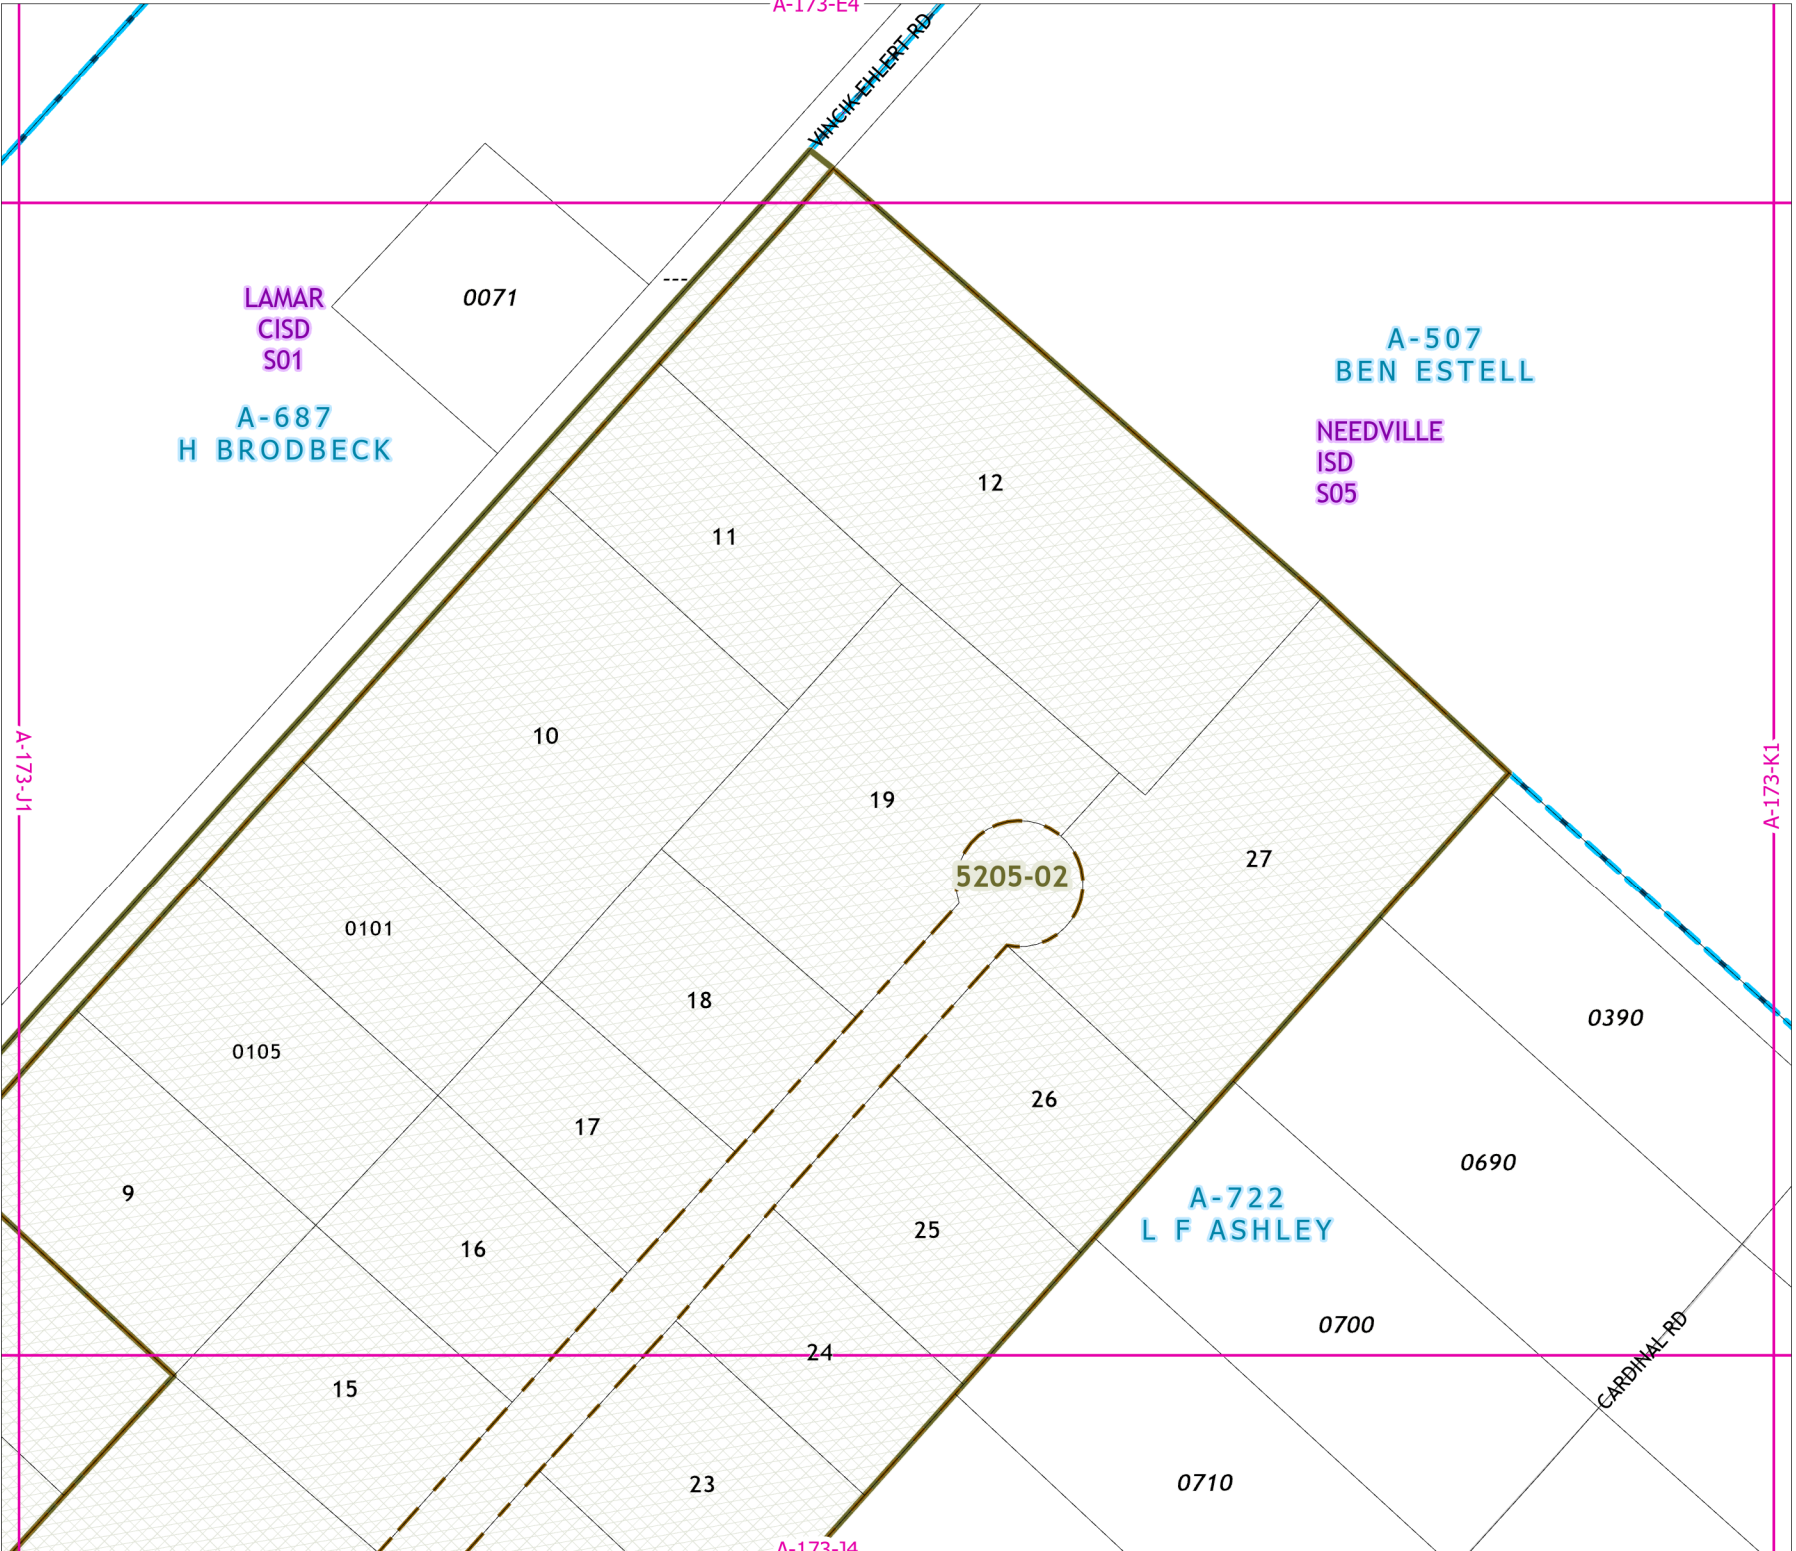 A-173-E4
VINCIK-EHLERT RD
0071
LAMAR
CISD
S01
A-687
H BRODBECK
A-507
BEN ESTELL
NEEDVILLE
ISD
S05
12
11
10
19
A-173-J1
A-173-K1
27
5205-02
0101
18
0390
0105
26
17
0690
9
A-722
L F ASHLEY
25
16
0700
24
CARDINAL RD
15
23
0710
A-173-J4